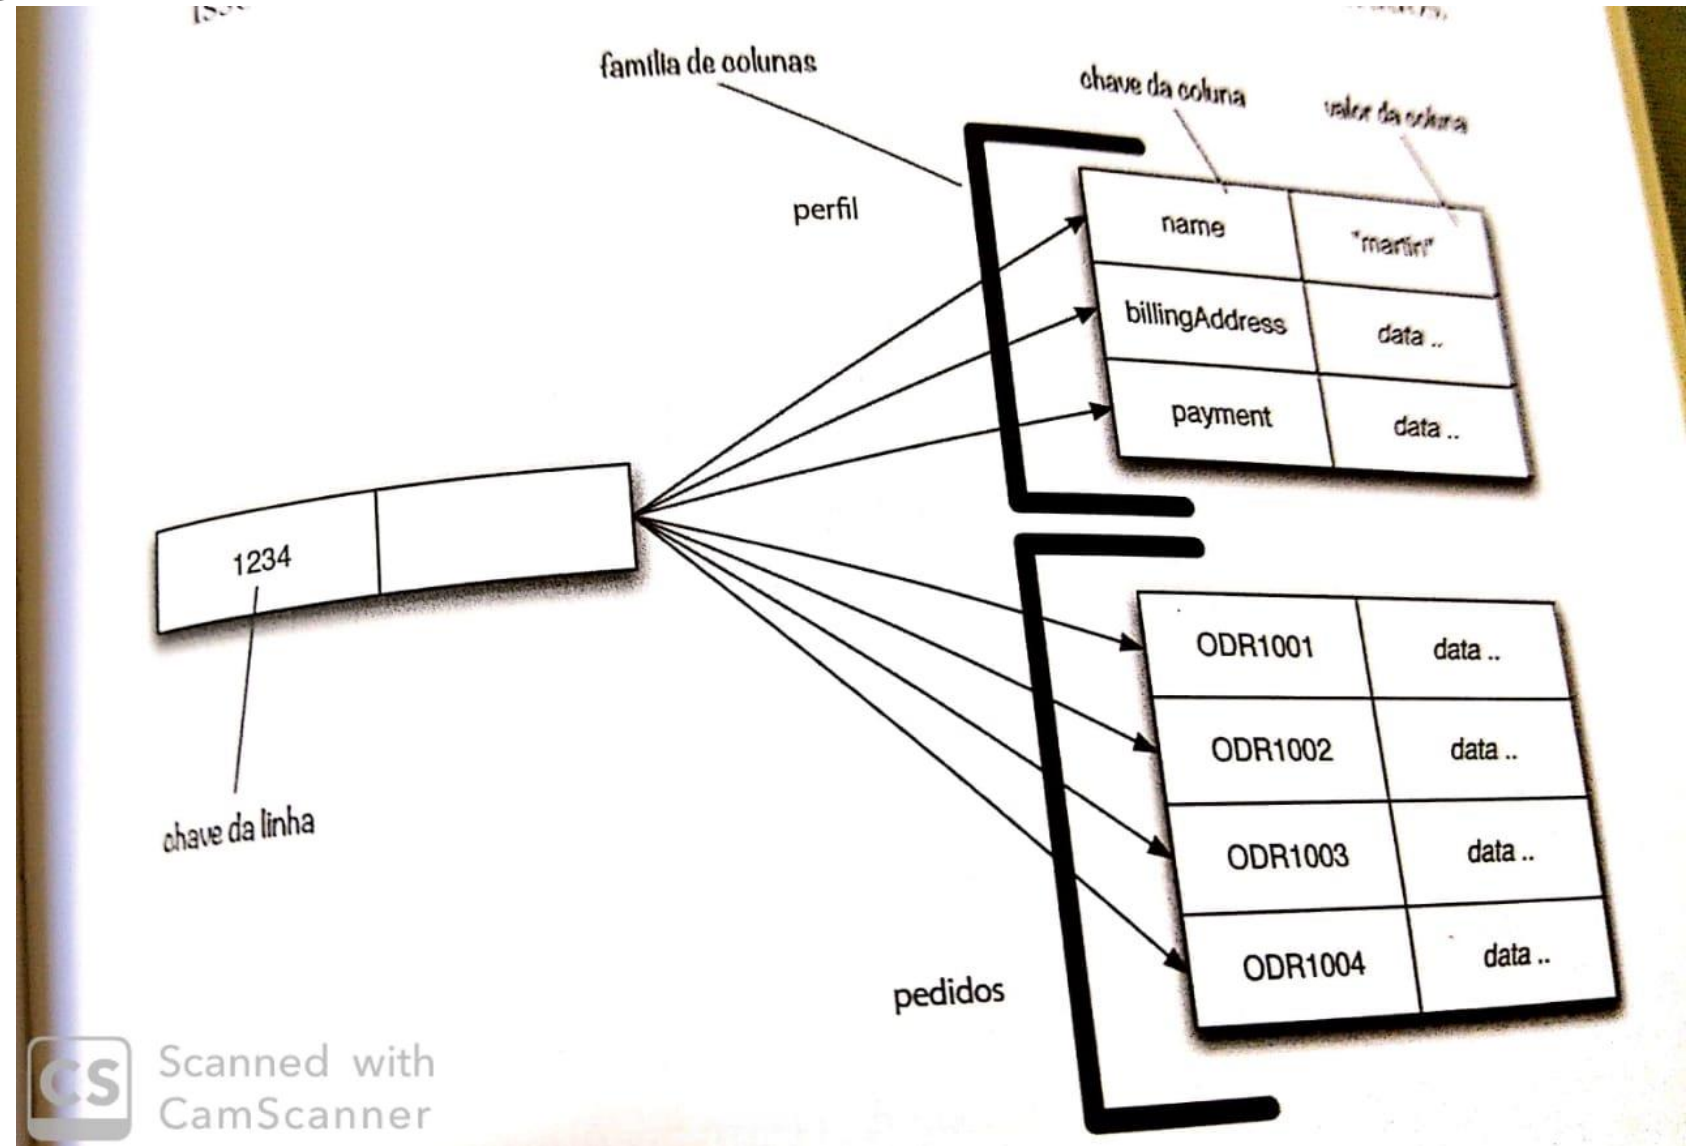 família de colunas
chave da coluna
valor da coluna
perfil
name
"martin"
billingAddress
data ..
payment
data ..
1234
chave da linha
ODR1001
data ..
ODR1002
data ..
ODR1003
data ..
ODR1004
data ..
pedidos
CS
Scanned with
CamScanner